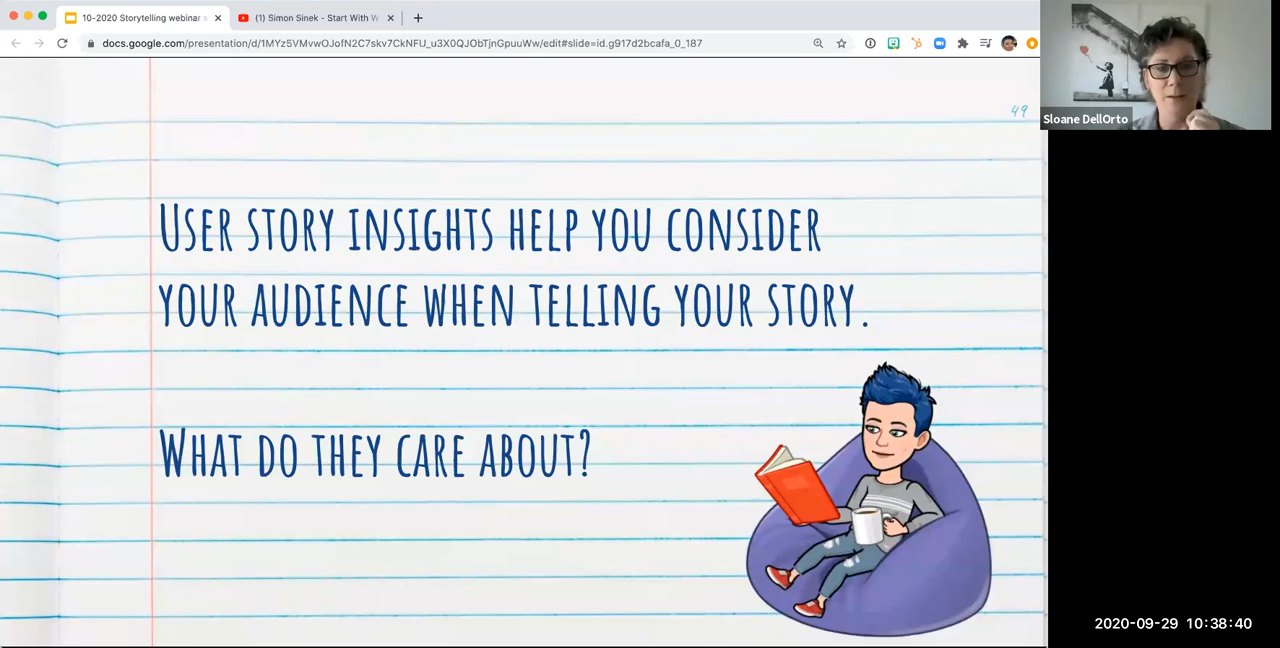 10-2020 Storytelling webinar s
(1) Simon Sinek - Start With W
docs.google.com/presentation/d/1MYz5VMvwOJofN2C7skv7CkNFU_u3X0QJObTjnGpuuWw/edit#slide=id.g917d2bcafa_0_187
Sloane DellOrto
49
USER STORY INSIGHTS HELP YOU CONSIDER
YOUR AUDIENCE WHEN TELLING YOUR STORY.
WHAT DO THEY CARE ABOUT?
2020-09-29 10:38:40